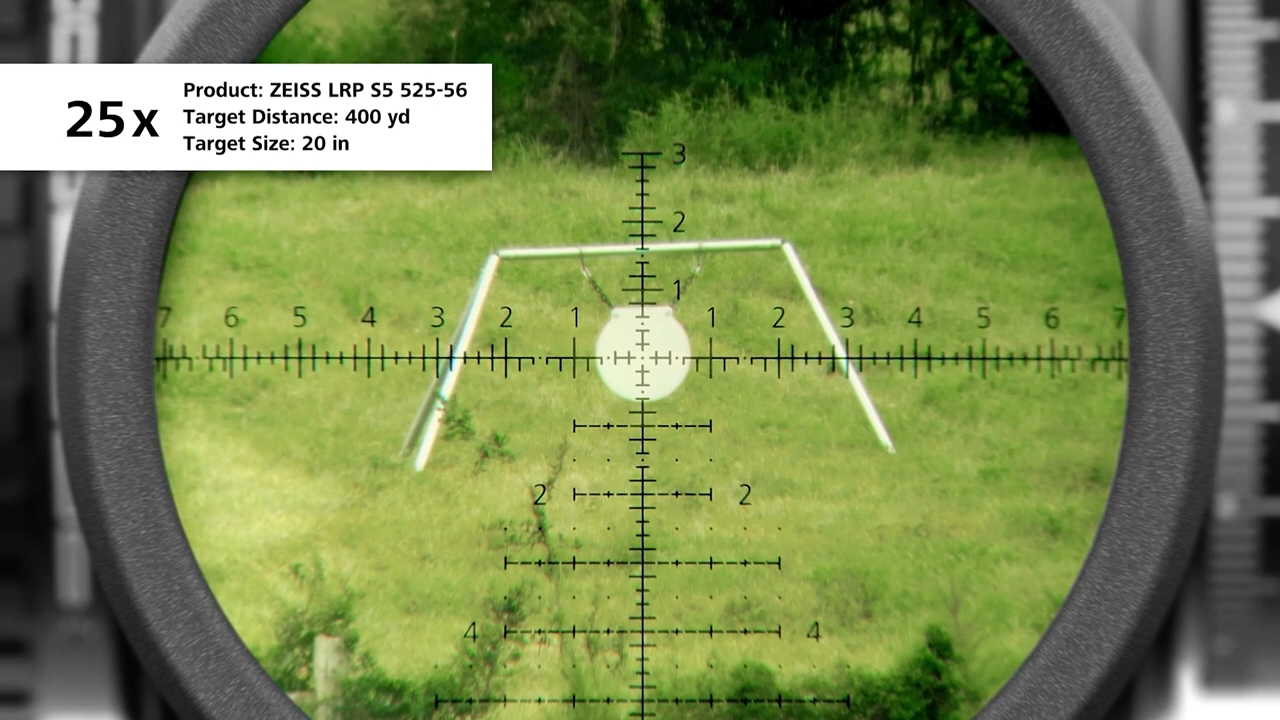 25x
Product: ZEISS LRP S5 525-56
Target Distance: 400 yd
Target Size: 20 in
3
2
1
7 6 5 4 3 2 1 1 2 3 4 5 6 7
2 2
4 4